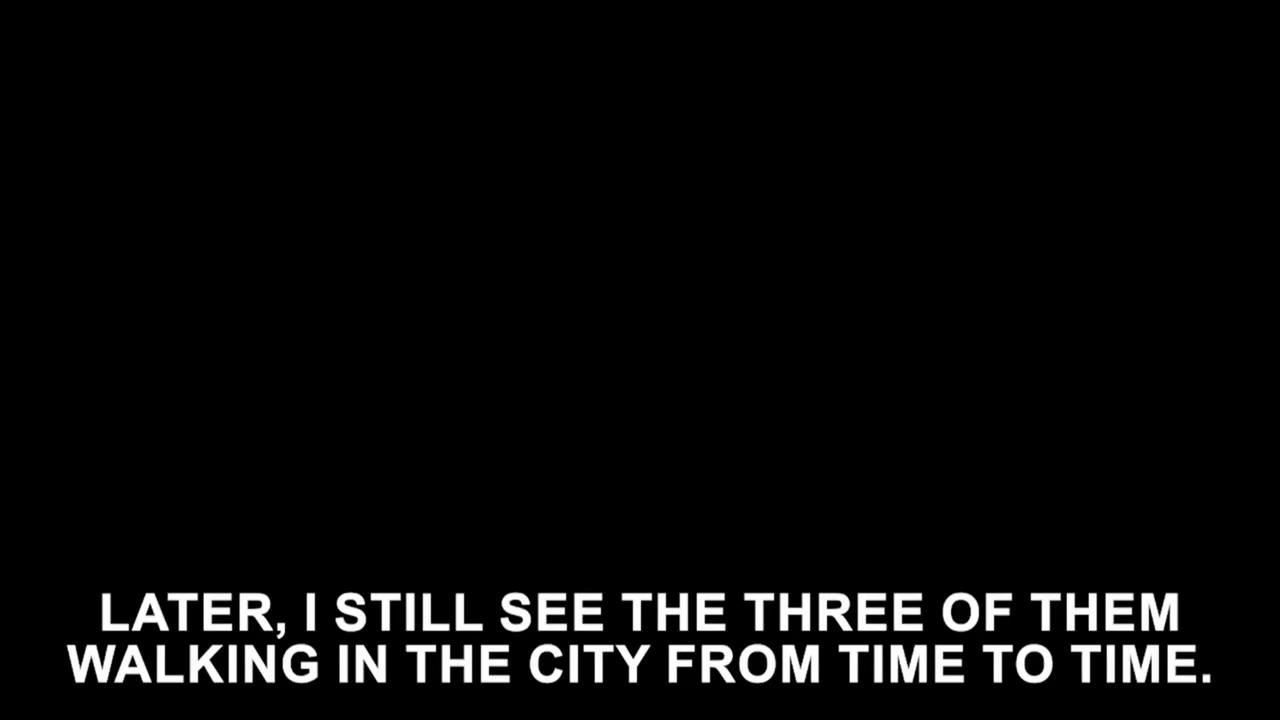 LATER, I STILL SEE THE THREE OF THEM
WALKING IN THE CITY FROM TIME TO TIME.